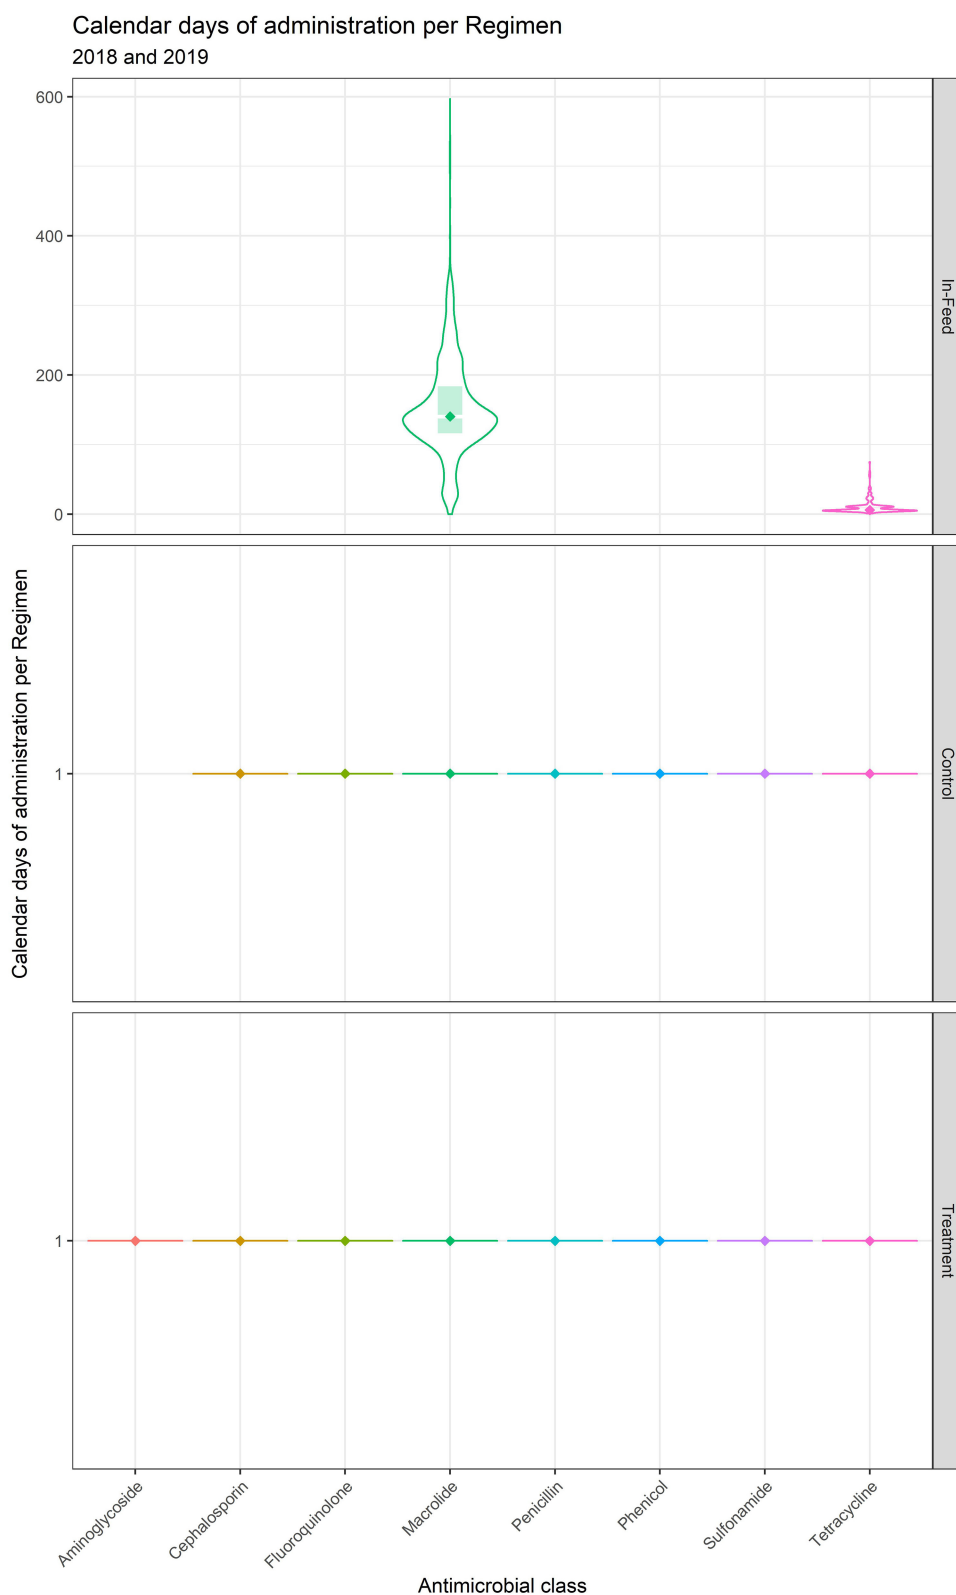 Calendar days of administration per Regimen
2018 and 2019
600
400
200
0
In-Feed
Calendar days of administration per Regimen
1
Control
1
Treatment
Aminoglycoside
Cephalosporin
Fluoroquinolone
Macrolide
Penicillin
Phenicol
Sulfonamide
Tetracycline
Antimicrobial class